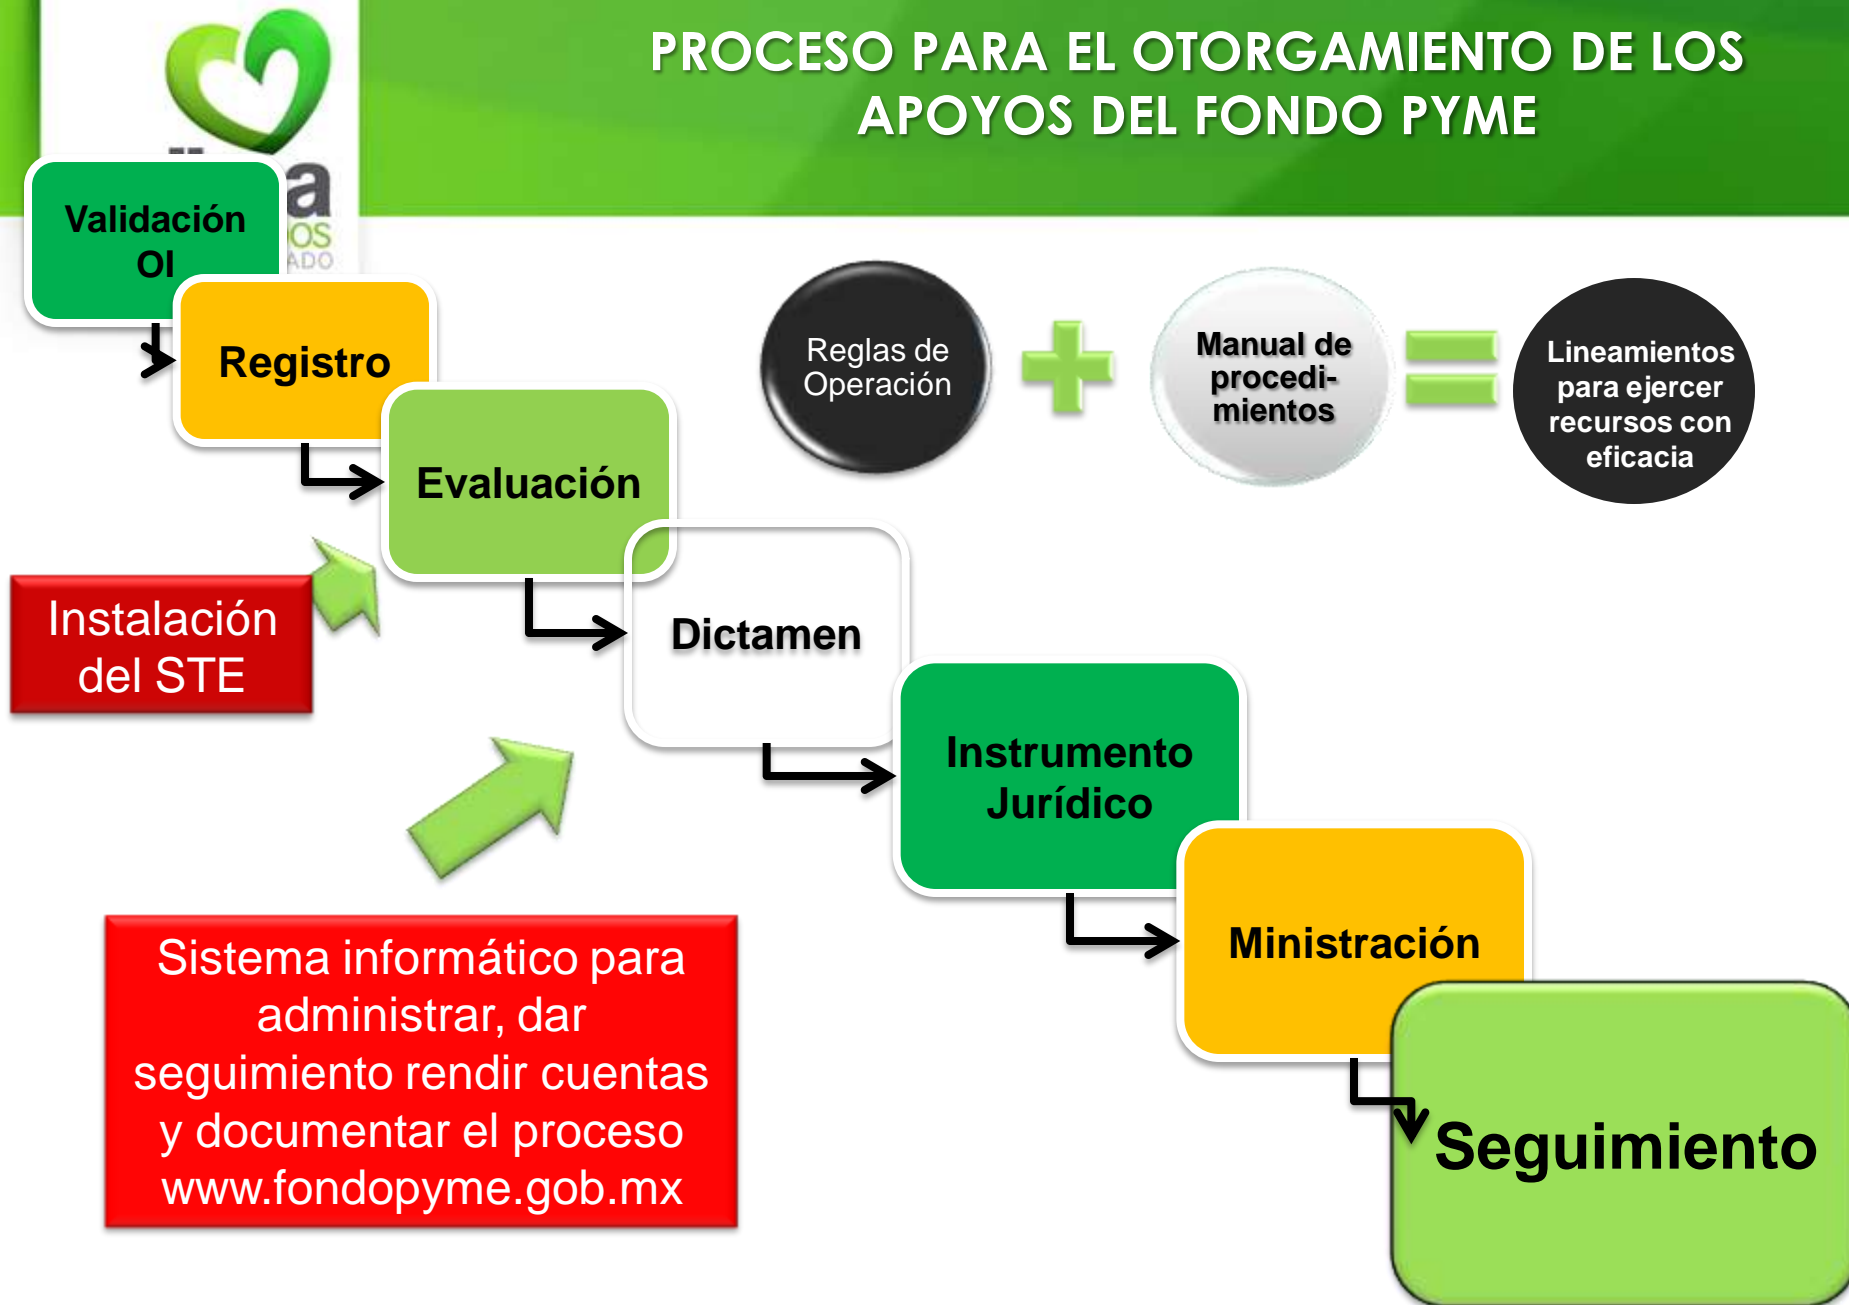 PROCESO PARA EL OTORGAMIENTO DE LOS
APOYOS DEL FONDO PYME
Validación
OI
Registro
Evaluación
Dictamen
Instrumento
Jurídico
Ministración
Seguimiento
Reglas de
Operación
Manual de
procedi-
mientos
Lineamientos
para ejercer
recursos con
eficacia
Instalación
del STE
Sistema informático para
administrar, dar
seguimiento rendir cuentas
y documentar el proceso
www.fondopyme.gob.mx